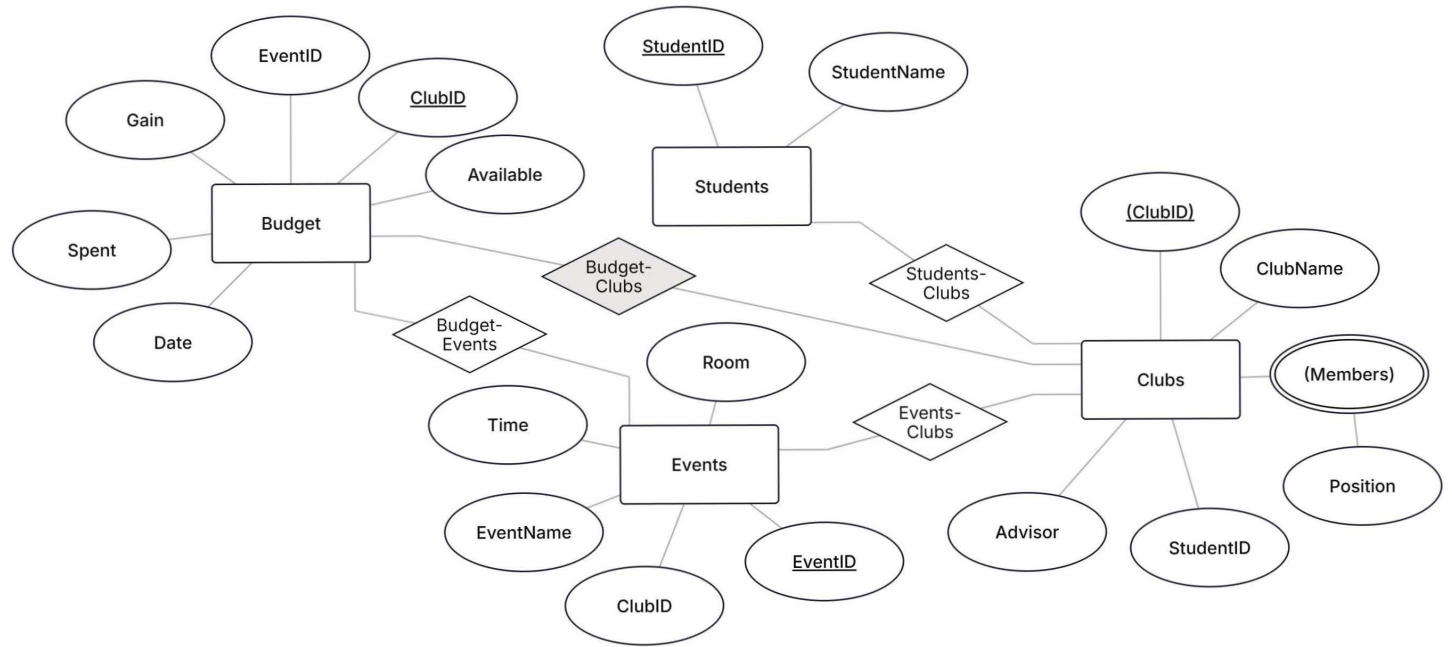 StudentID
EventID
StudentName
ClubID
Gain
Available
Students
Budget
(ClubID)
Spent
ClubName
Budget-
Clubs
Students-
Clubs
Date
Budget-
Events
Room
(Members)
Clubs
Time
Events-
Clubs
Events
Position
EventName
Advisor
StudentID
EventID
ClubID